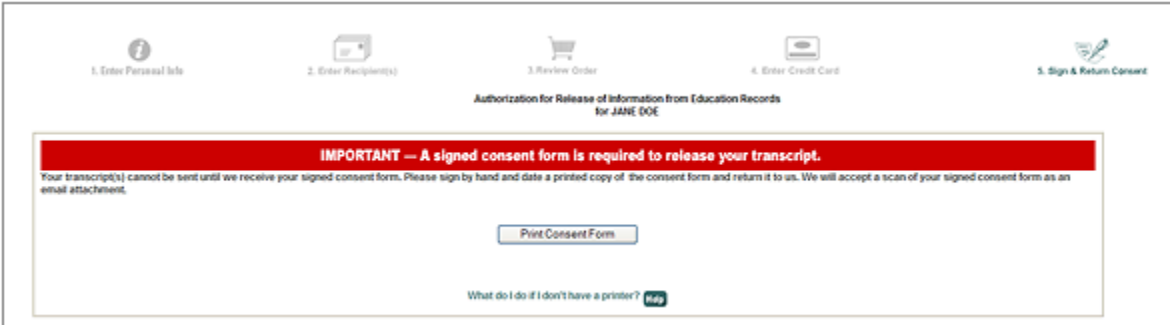 1. Enter Personal Info
2. Enter Recipient(s)
3. Review Order
4. Enter Credit Card
5. Sign & Return Consent
Authorization for Release of Information from Education Records
for JANE DOE
IMPORTANT — A signed consent form is required to release your transcript.
Your transcript(s) cannot be sent until we receive your signed consent form. Please sign by hand and date a printed copy of the consent form and return it to us. We will accept a scan of your signed consent form as an
email attachment.
Print Consent Form
What do I do if I don't have a printer? Help